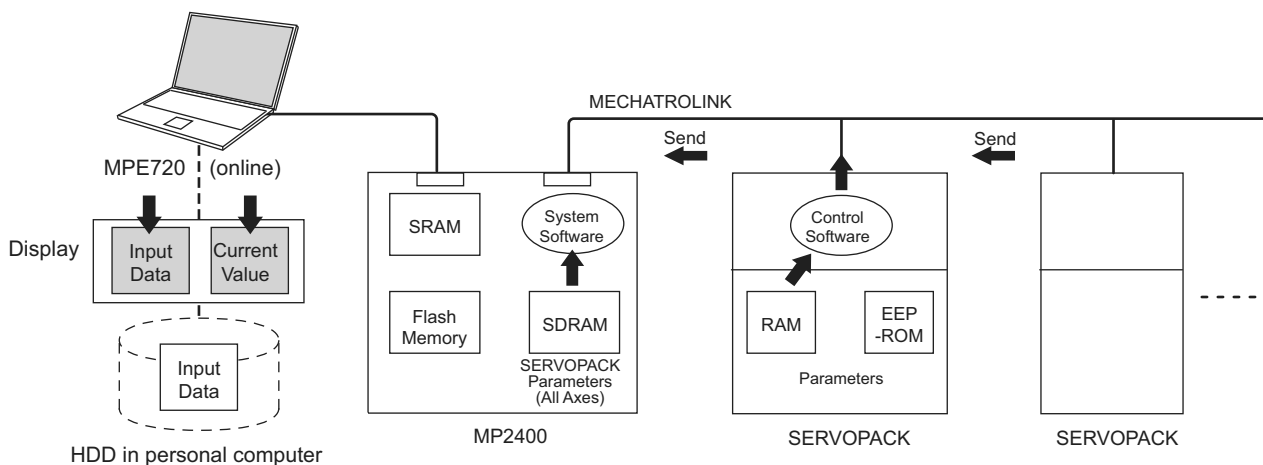 MECHATROLINK
Send
Send
MPE720 (online)
Display
Input
Data
Current
Value
Input
Data
HDD in personal computer
SRAM
System
Software
Flash
Memory
SDRAM
SERVOPACK
Parameters
(All Axes)
MP2400
Control
Software
RAM
EEP
-ROM
Parameters
SERVOPACK
SERVOPACK